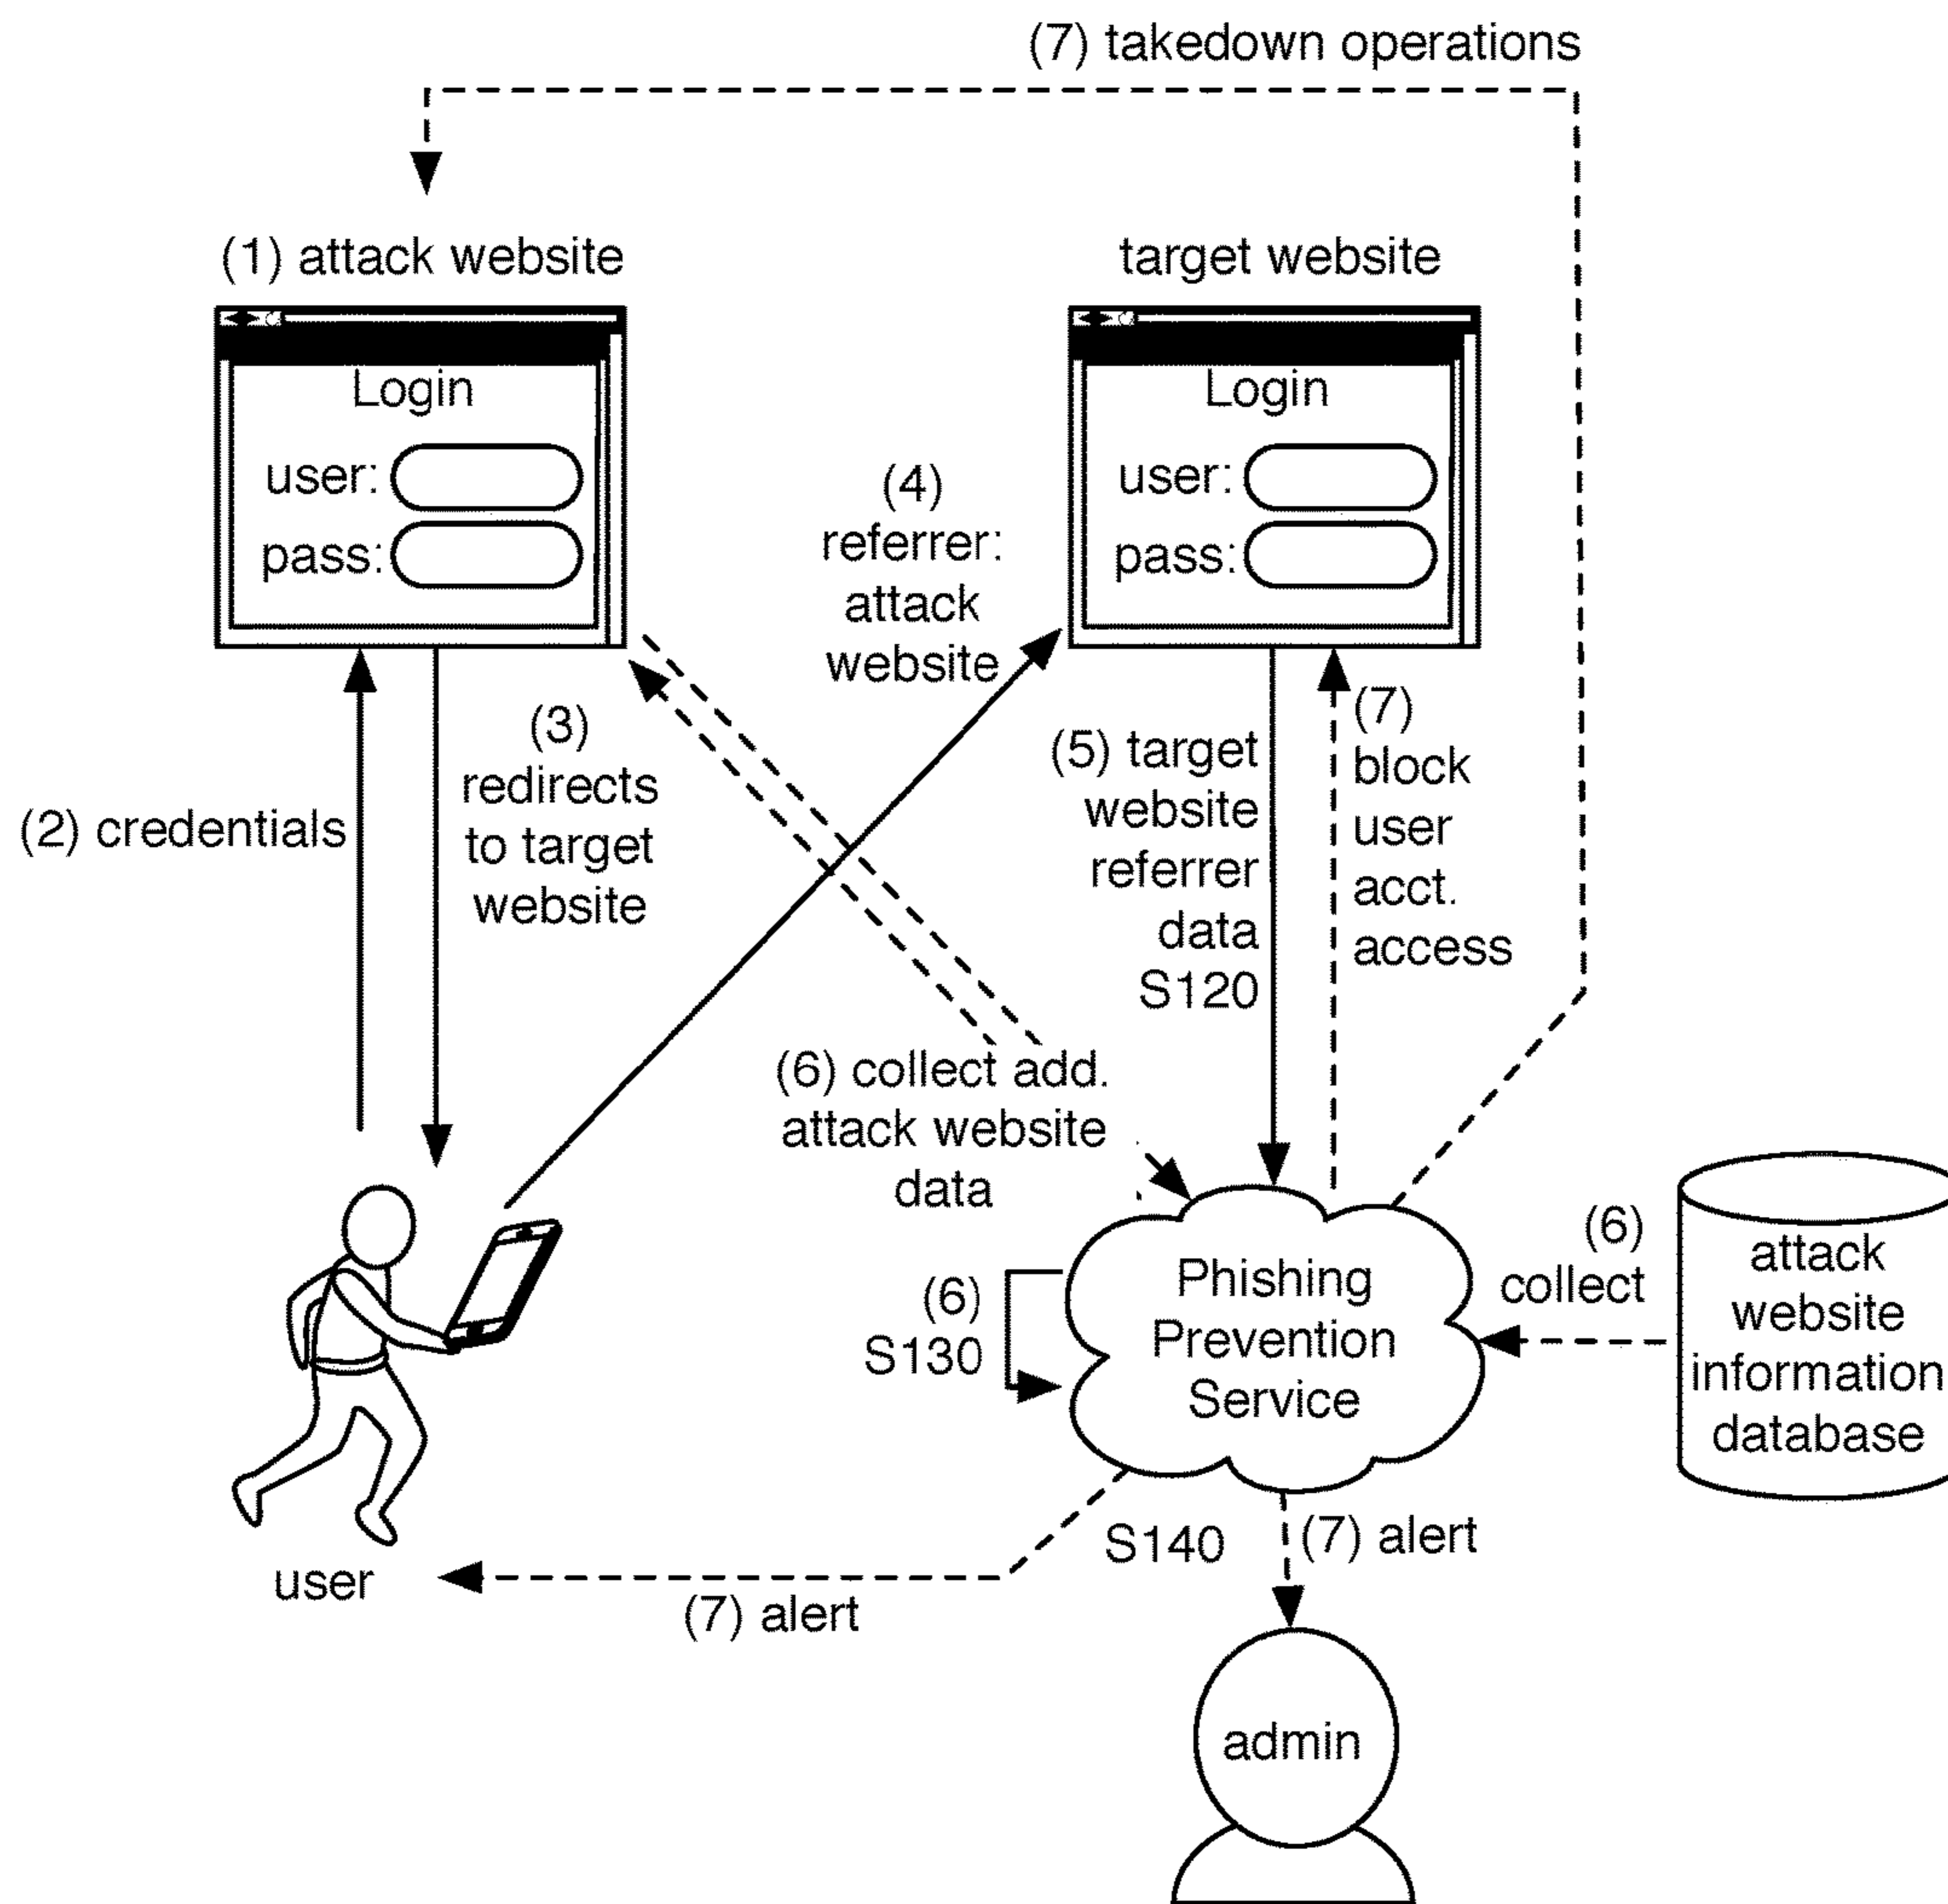 (7) takedown operations
(1) attack website
target website
Login
user:
pass:
Login
user:
pass:
(4)
referrer:
attack
website
(2) credentials
(3)
redirects
to target
website
(5) target
website
referrer
data
S120
(7)
block
user
acct.
access
(6) collect add.
attack website
data
(6)
S130
Phishing
Prevention
Service
(6)
collect
attack
website
information
database
user
(7) alert
S140
(7) alert
admin